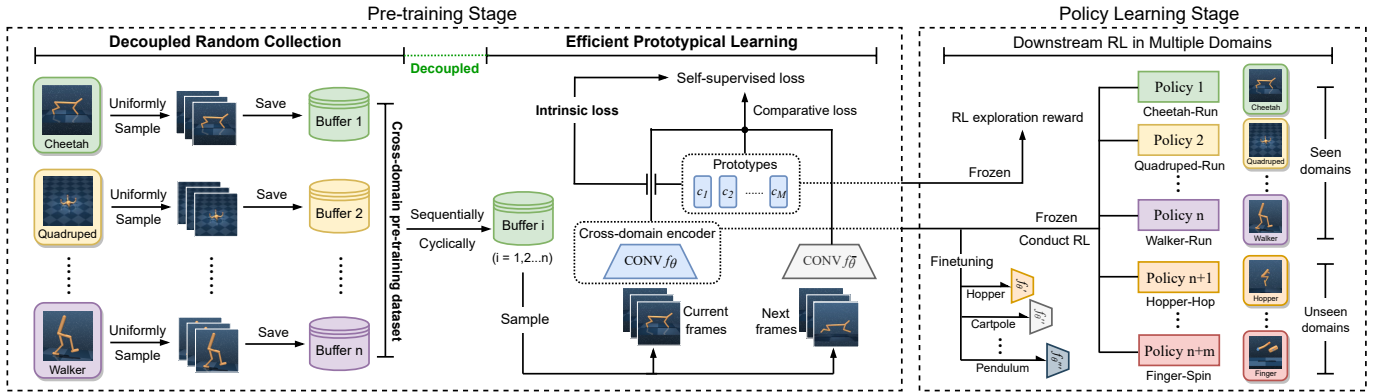 Pre-training Stage
Policy Learning Stage
Decoupled Random Collection
Decoupled
Efficient Prototypical Learning
Downstream RL in Multiple Domains
Cheetah
Uniformly
Sample
Save
Buffer 1
Quadruped
Uniformly
Sample
Save
Buffer 2
Walker
Uniformly
Sample
Save
Buffer n
Cross-domain pre-training dataset
Sequentially
Cyclically
Buffer i
(i = 1,2...n)
Sample
Self-supervised loss
Intrinsic loss
Comparative loss
Prototypes
c1 c2 ...... cM
Cross-domain encoder
CONV fθ
CONV fθ̄
Current
frames
Next
frames
RL exploration reward
Frozen
Frozen
Conduct RL
Finetuning
Hopper
fθ'
Cartpole
fθ''
Pendulum
fθ'''
Policy 1
Cheetah-Run
Cheetah
Policy 2
Quadruped-Run
Quadruped
Policy n
Walker-Run
Walker
Policy n+1
Hopper-Hop
Hopper
Policy n+m
Finger-Spin
Finger
Seen
domains
Unseen
domains